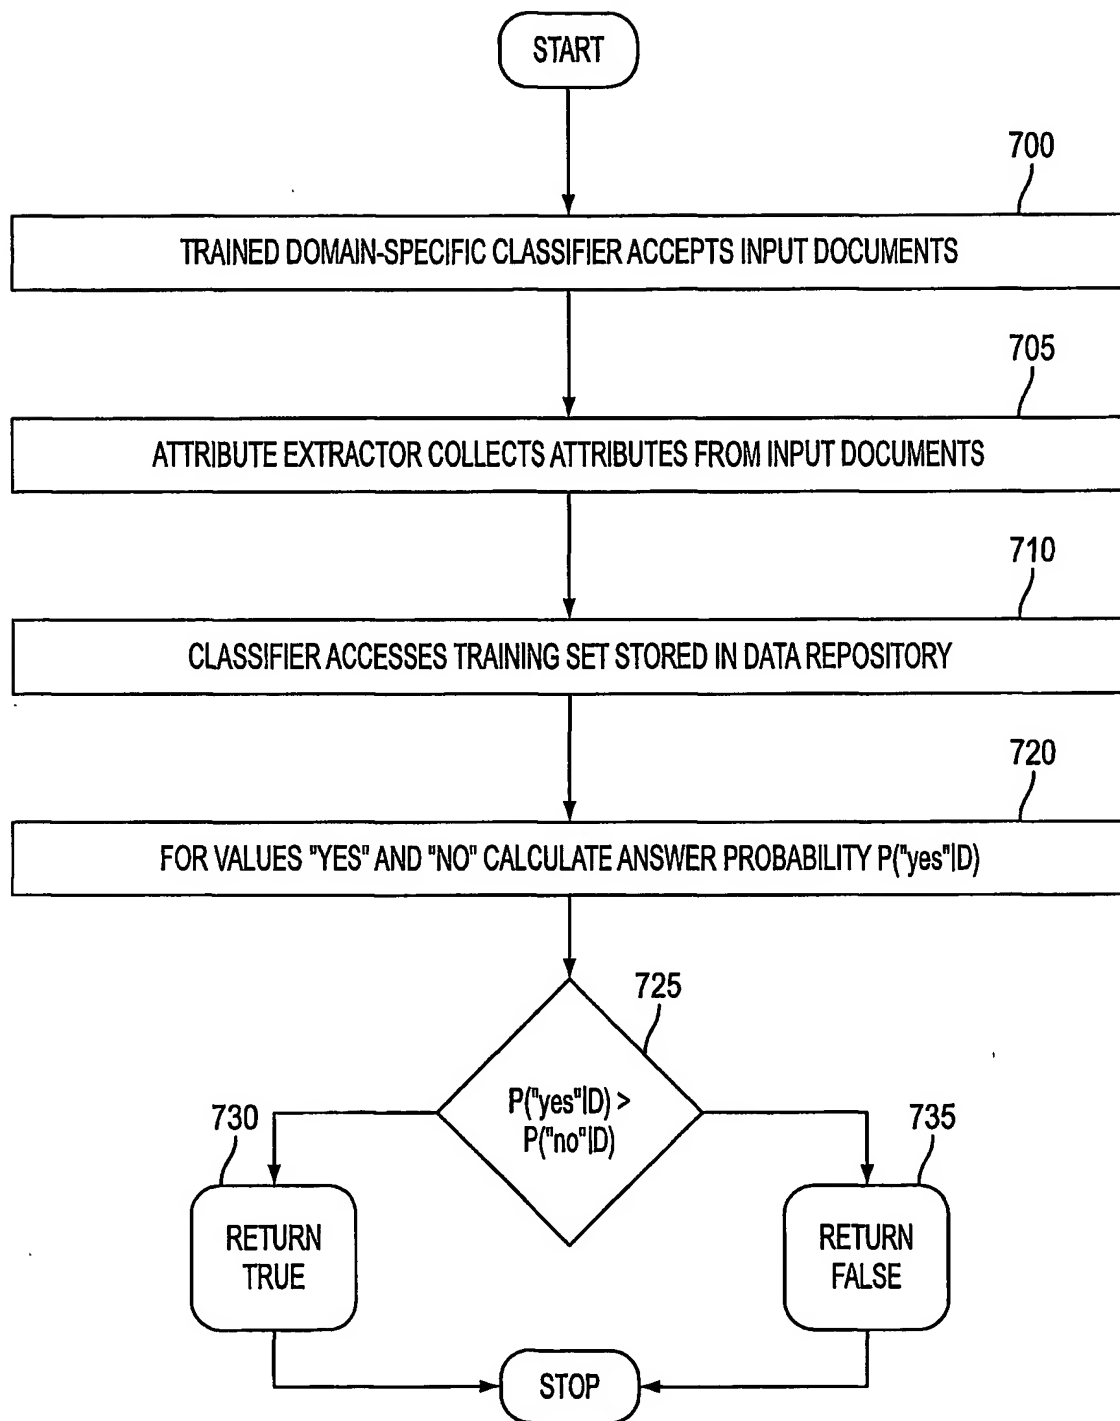 START
700
TRAINED DOMAIN-SPECIFIC CLASSIFIER ACCEPTS INPUT DOCUMENTS
705
ATTRIBUTE EXTRACTOR COLLECTS ATTRIBUTES FROM INPUT DOCUMENTS
710
CLASSIFIER ACCESSES TRAINING SET STORED IN DATA REPOSITORY
720
FOR VALUES "YES" AND "NO" CALCULATE ANSWER PROBABILITY P("yes"|D)
725
P("yes"|D) >
P("no"|D)
730
RETURN
TRUE
735
RETURN
FALSE
STOP